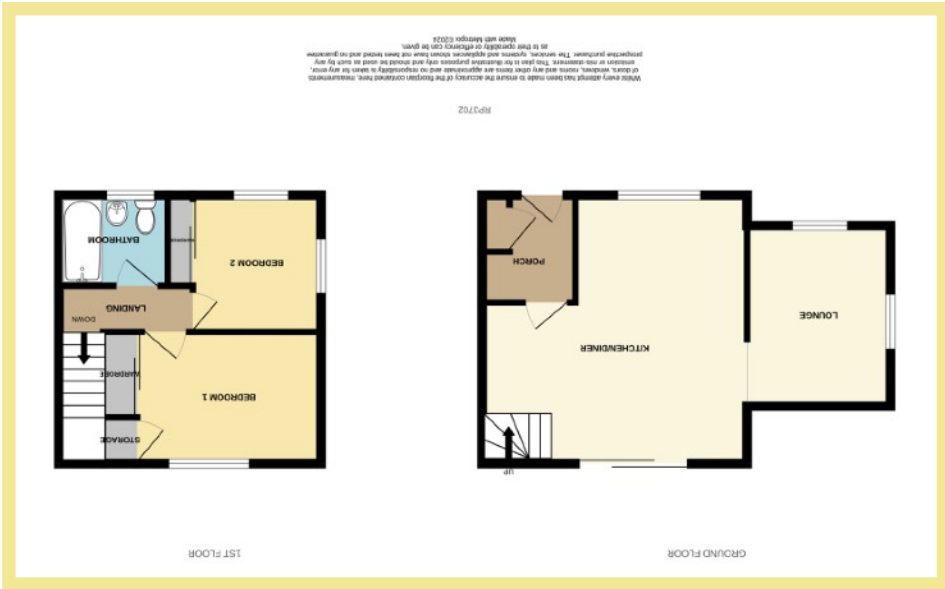 GROUND FLOOR
UP
KITCHEN/DINER
LOUNGE
PORCH
1ST FLOOR
STORAGE
BEDROOM 1
WARDROBE
DOWN
LANDING
BEDROOM 2
WARDROBE
BATHROOM
RP3702
Whilst every attempt has been made to ensure the accuracy of the floorplan contained here, measurements
of doors, windows, rooms and any other items are approximate and no responsibility is taken for any error,
omission or mis-statement. This plan is for illustrative purposes only and should be used as such by any
prospective purchaser. The services, systems and appliances shown have not been tested and no guarantee
as to their operability or efficiency can be given.
Made with Metropix ©2024